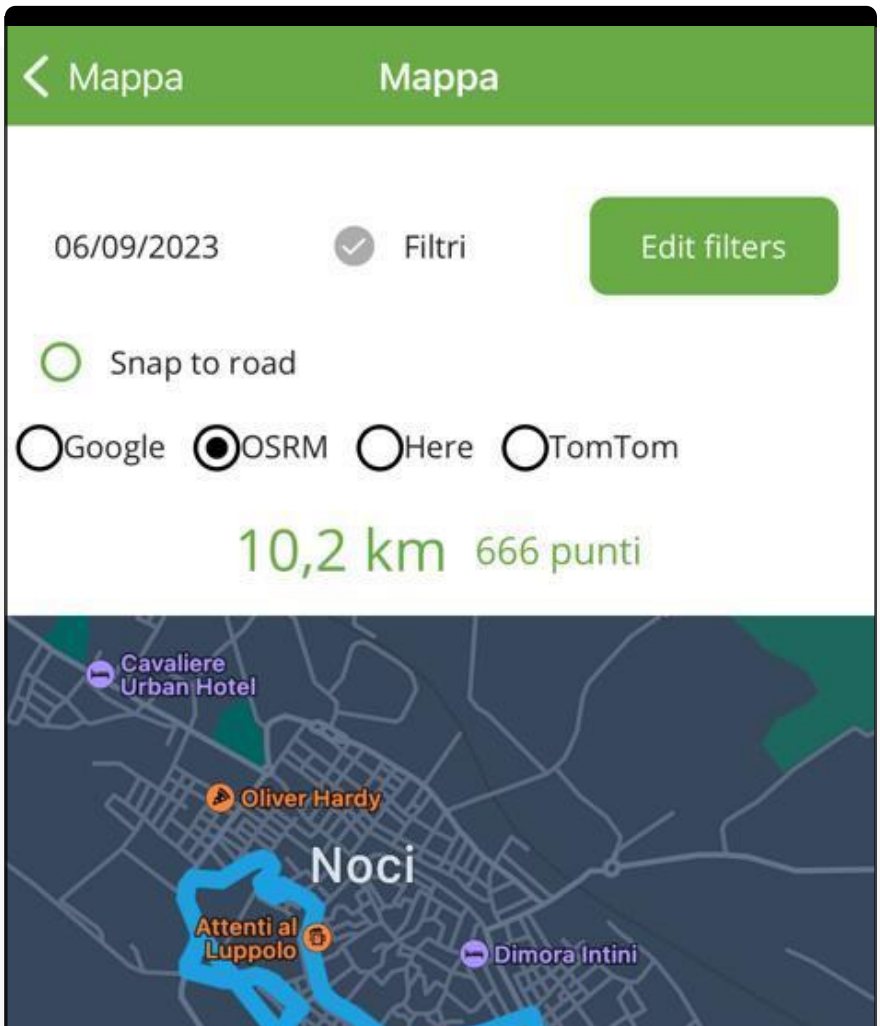 Mappa
Mappa
06/09/2023
Filtri
Edit filters
Snap to road
Google
OSRM
Here
TomTom
10,2 km
666 punti
Cavaliere
Urban Hotel
Oliver Hardy
Noci
Attenti al
Luppolo
Dimora Intini